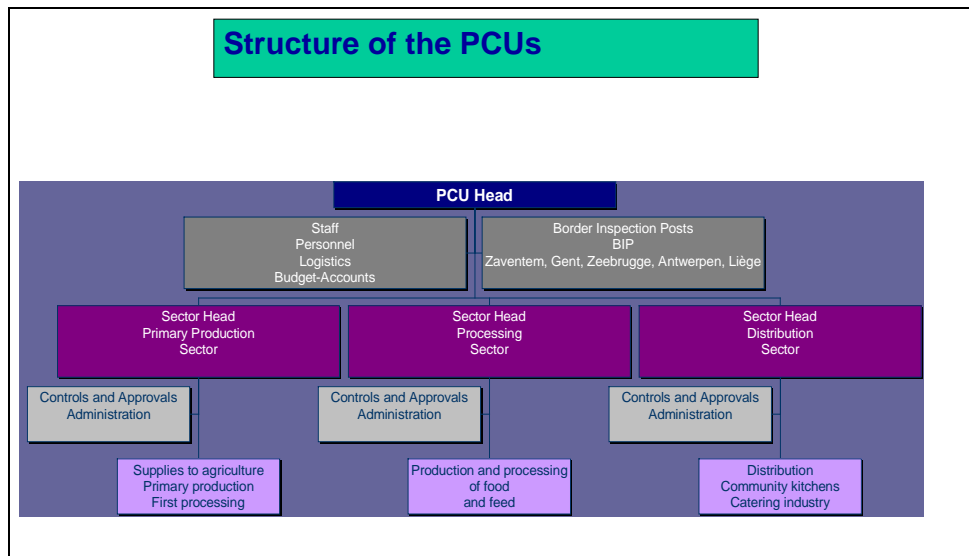 Structure of the PCUs
PCU Head
Staff
Personnel
Logistics
Budget-Accounts
Border Inspection Posts
BIP
Zaventem, Gent, Zeebrugge, Antwerpen, Liège
Sector Head
Primary Production
Sector
Sector Head
Processing
Sector
Sector Head
Distribution
Sector
Controls and Approvals
Administration
Controls and Approvals
Administration
Controls and Approvals
Administration
Supplies to agriculture
Primary production
First processing
Production and processing
of food
and feed
Distribution
Community kitchens
Catering industry